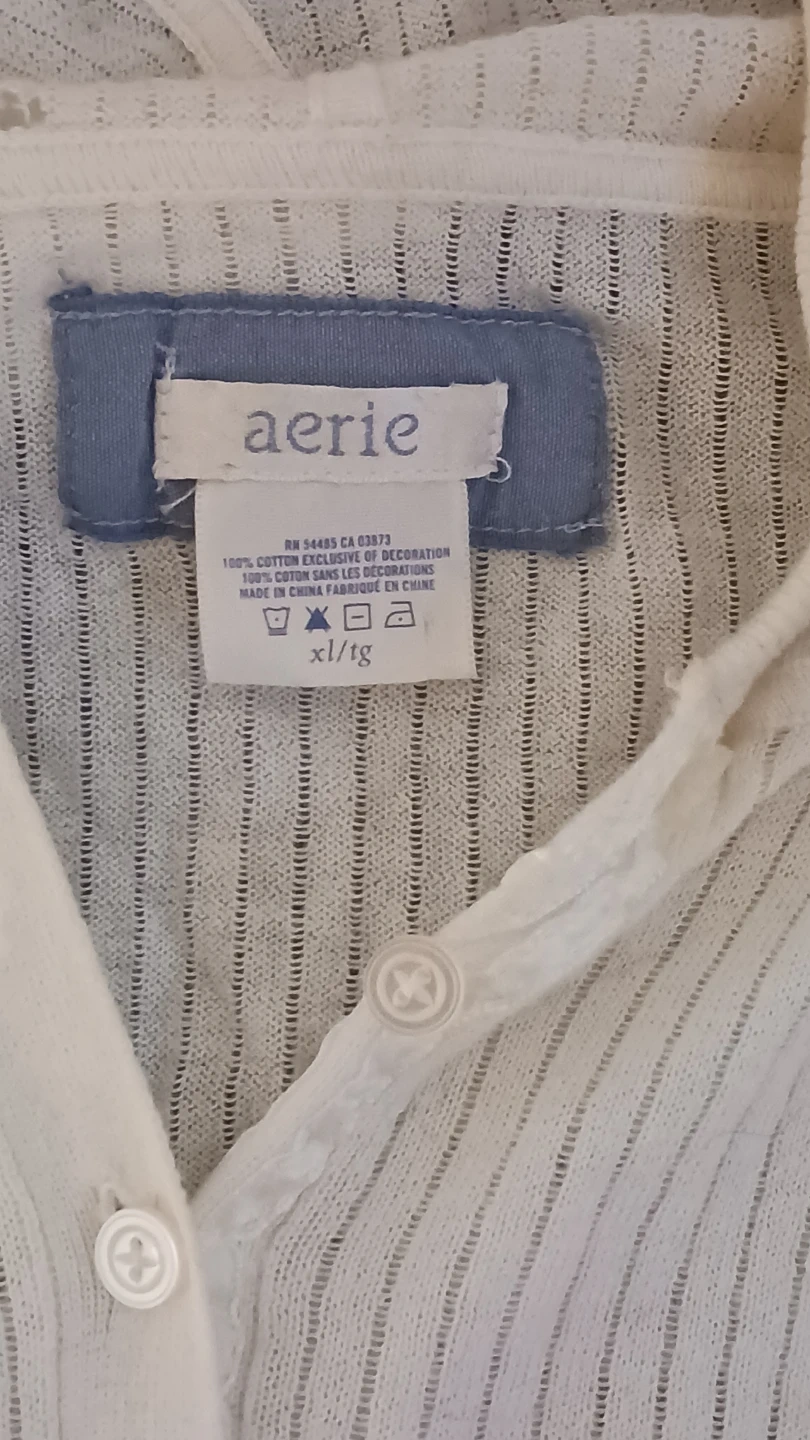 aerie
RN 54485 CA 03873
100% COTTON EXCLUSIVE OF DECORATION
100% COTON SANS LES DÉCORATIONS
MADE IN CHINA FABRIQUÉ EN CHINE
xl/tg